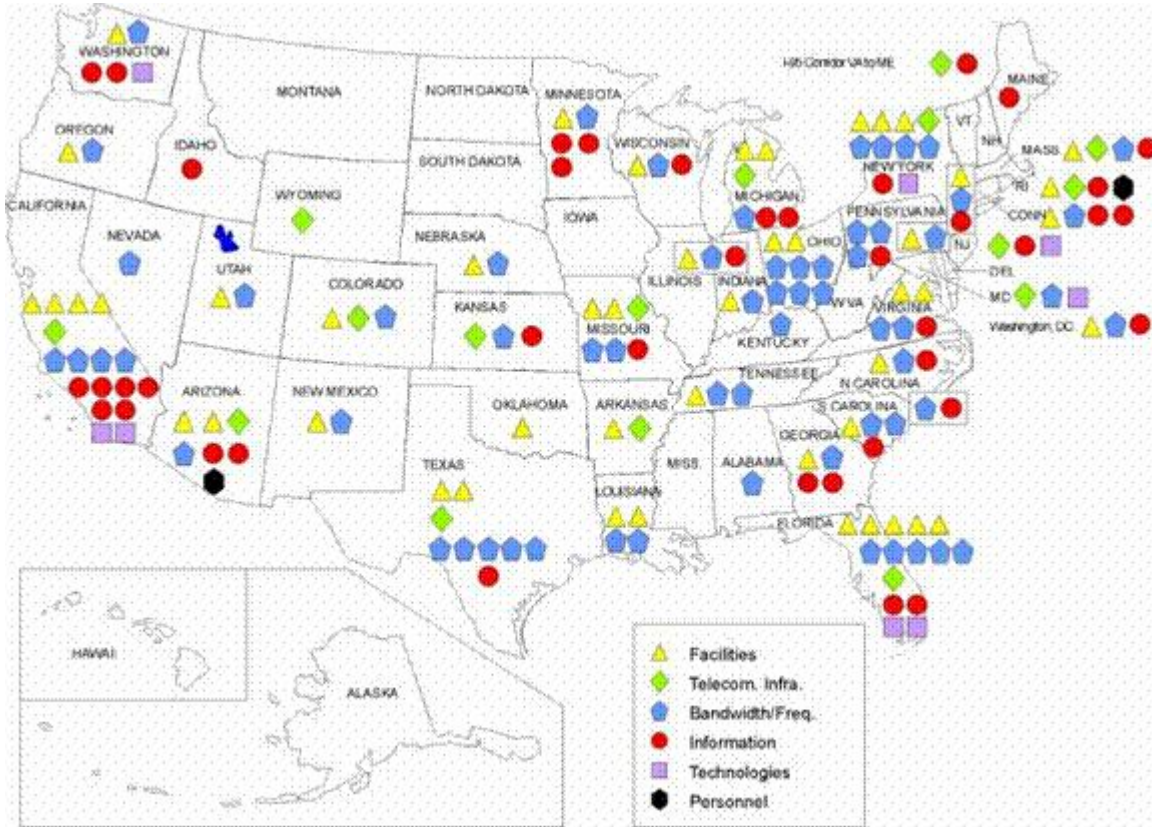 WASHINGTON
MONTANA
NORTH DAKOTA
MINNESOTA
I-95 Corridor VA to ME
MAINE
OREGON
IDAHO
SOUTH DAKOTA
WISCONSIN
VT
NH
MASS.
NEW YORK
WYOMING
MICHIGAN
RI
CALIFORNIA
IOWA
PENNSYLVANIA
CONN
NEVADA
NEBRASKA
OHIO
NJ
UTAH
COLORADO
KANSAS
ILLINOIS
INDIANA
DEL
MISSOURI
W.VA
VIRGINIA
MD
KENTUCKY
Washington, DC
TENNESSEE
N.CAROLINA
ARIZONA
NEW MEXICO
OKLAHOMA
ARKANSAS
S.CAROLINA
GEORGIA
TEXAS
MISS.
ALABAMA
LOUISIANA
FLORIDA
HAWAII
ALASKA
Facilities
Telecom. Infra.
Bandwidth/Freq.
Information
Technologies
Personnel